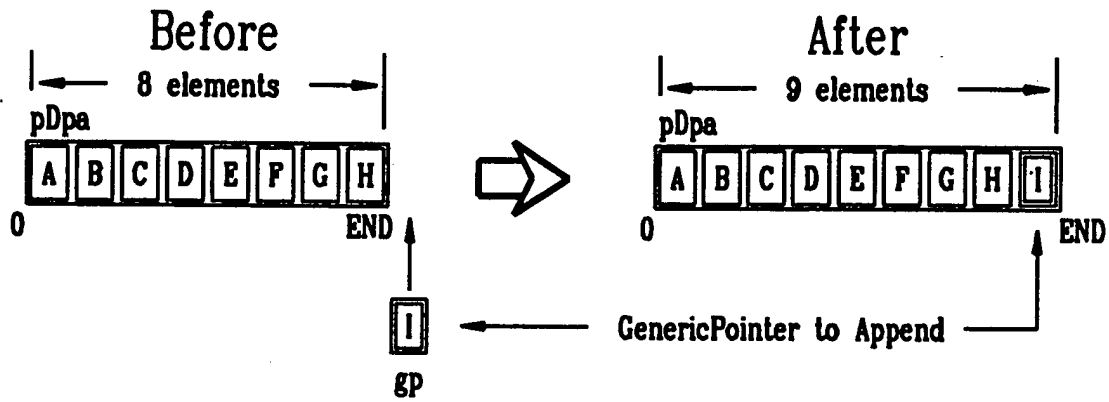 Before
After
8 elements
9 elements
pDpa
pDpa
A B C D E F G H
A B C D E F G H I
0 END
0 END
I
GenericPointer to Append
gp